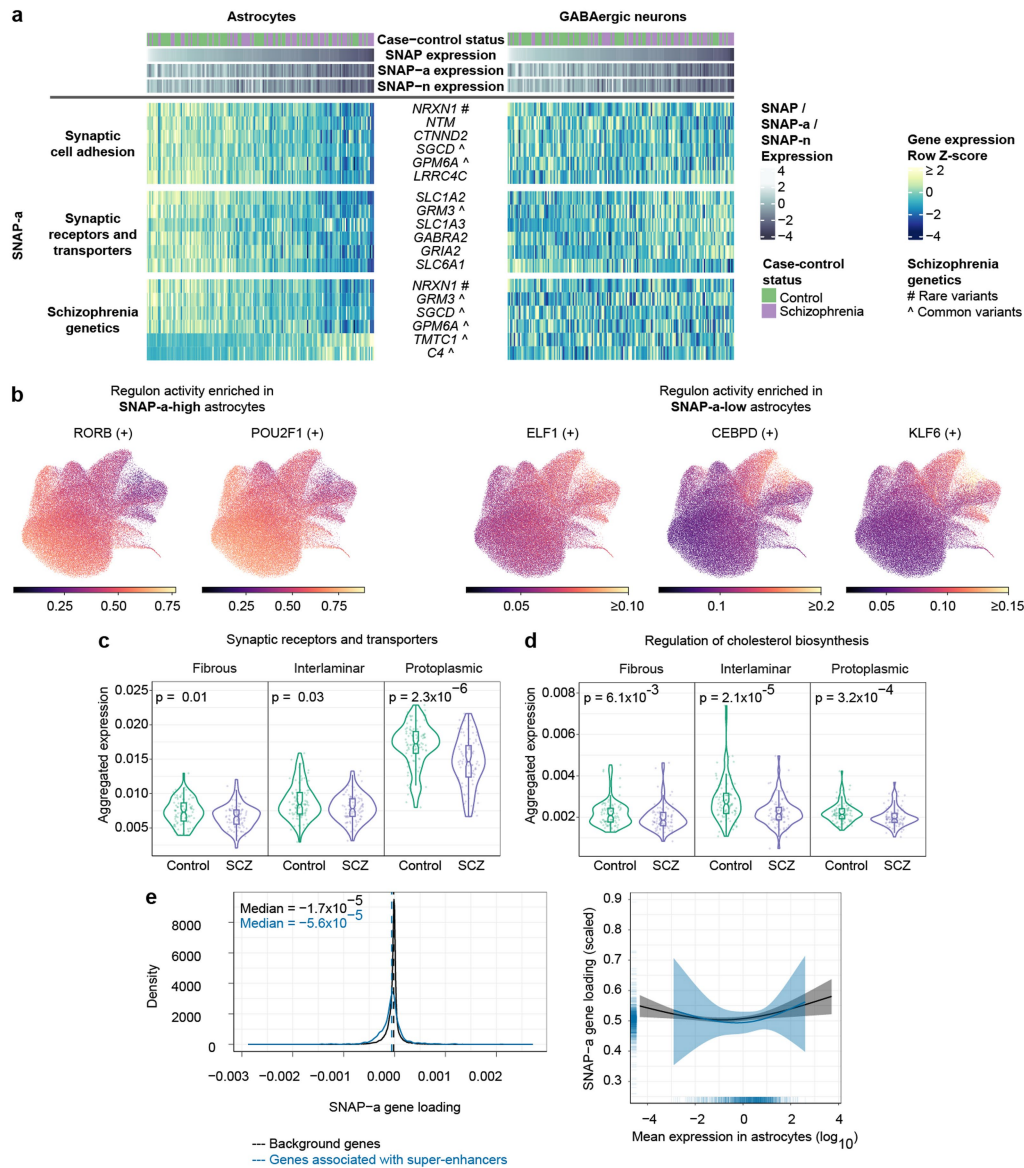 a
Astrocytes
GABAergic neurons
Case−control status
SNAP expression
SNAP−a expression
SNAP−n expression
SNAP-a
Synaptic
cell adhesion
NRXN1 #
NTM
CTNND2
SGCD ^
GPM6A ^
LRRC4C
Synaptic
receptors and
transporters
SLC1A2
GRM3 ^
SLC1A3
GABRA2
GRIA2
SLC6A1
Schizophrenia
genetics
NRXN1 #
GRM3 ^
SGCD ^
GPM6A ^
TMTC1 ^
C4 ^
SNAP /
SNAP-a /
SNAP-n
Expression
4
2
0
−2
−4
Gene expression
Row Z-score
≥ 2
0
−2
−4
Case-control
status
Control
Schizophrenia
Schizophrenia
genetics
# Rare variants
^ Common variants
b
Regulon activity enriched in
SNAP-a-high astrocytes
Regulon activity enriched in
SNAP-a-low astrocytes
RORB (+)
POU2F1 (+)
ELF1 (+)
CEBPD (+)
KLF6 (+)
0.25 0.50 0.75
0.25 0.50 0.75
0.05 ≥0.10
0.1 ≥0.2
0.05 0.10 ≥0.15
c
Synaptic receptors and transporters
Fibrous Interlaminar Protoplasmic
p = 0.01
p = 0.03
p = 2.3x10−6
Aggregated expression
0.025
0.020
0.015
0.010
0.005
Control SCZ Control SCZ Control SCZ
d
Regulation of cholesterol biosynthesis
Fibrous Interlaminar Protoplasmic
p = 6.1x10−3
p = 2.1x10−5
p = 3.2x10−4
Aggregated expression
0.008
0.006
0.004
0.002
Control SCZ Control SCZ Control SCZ
e
Median = −1.7x10−5
Median = −5.6x10−5
Density
8000
6000
4000
2000
0
−0.003 −0.002 −0.001 0.000 0.001 0.002
SNAP−a gene loading
--- Background genes
--- Genes associated with super-enhancers
SNAP−a gene loading (scaled)
0.9
0.8
0.7
0.6
0.5
0.4
0.3
−4 −2 0 2 4
Mean expression in astrocytes (log10)